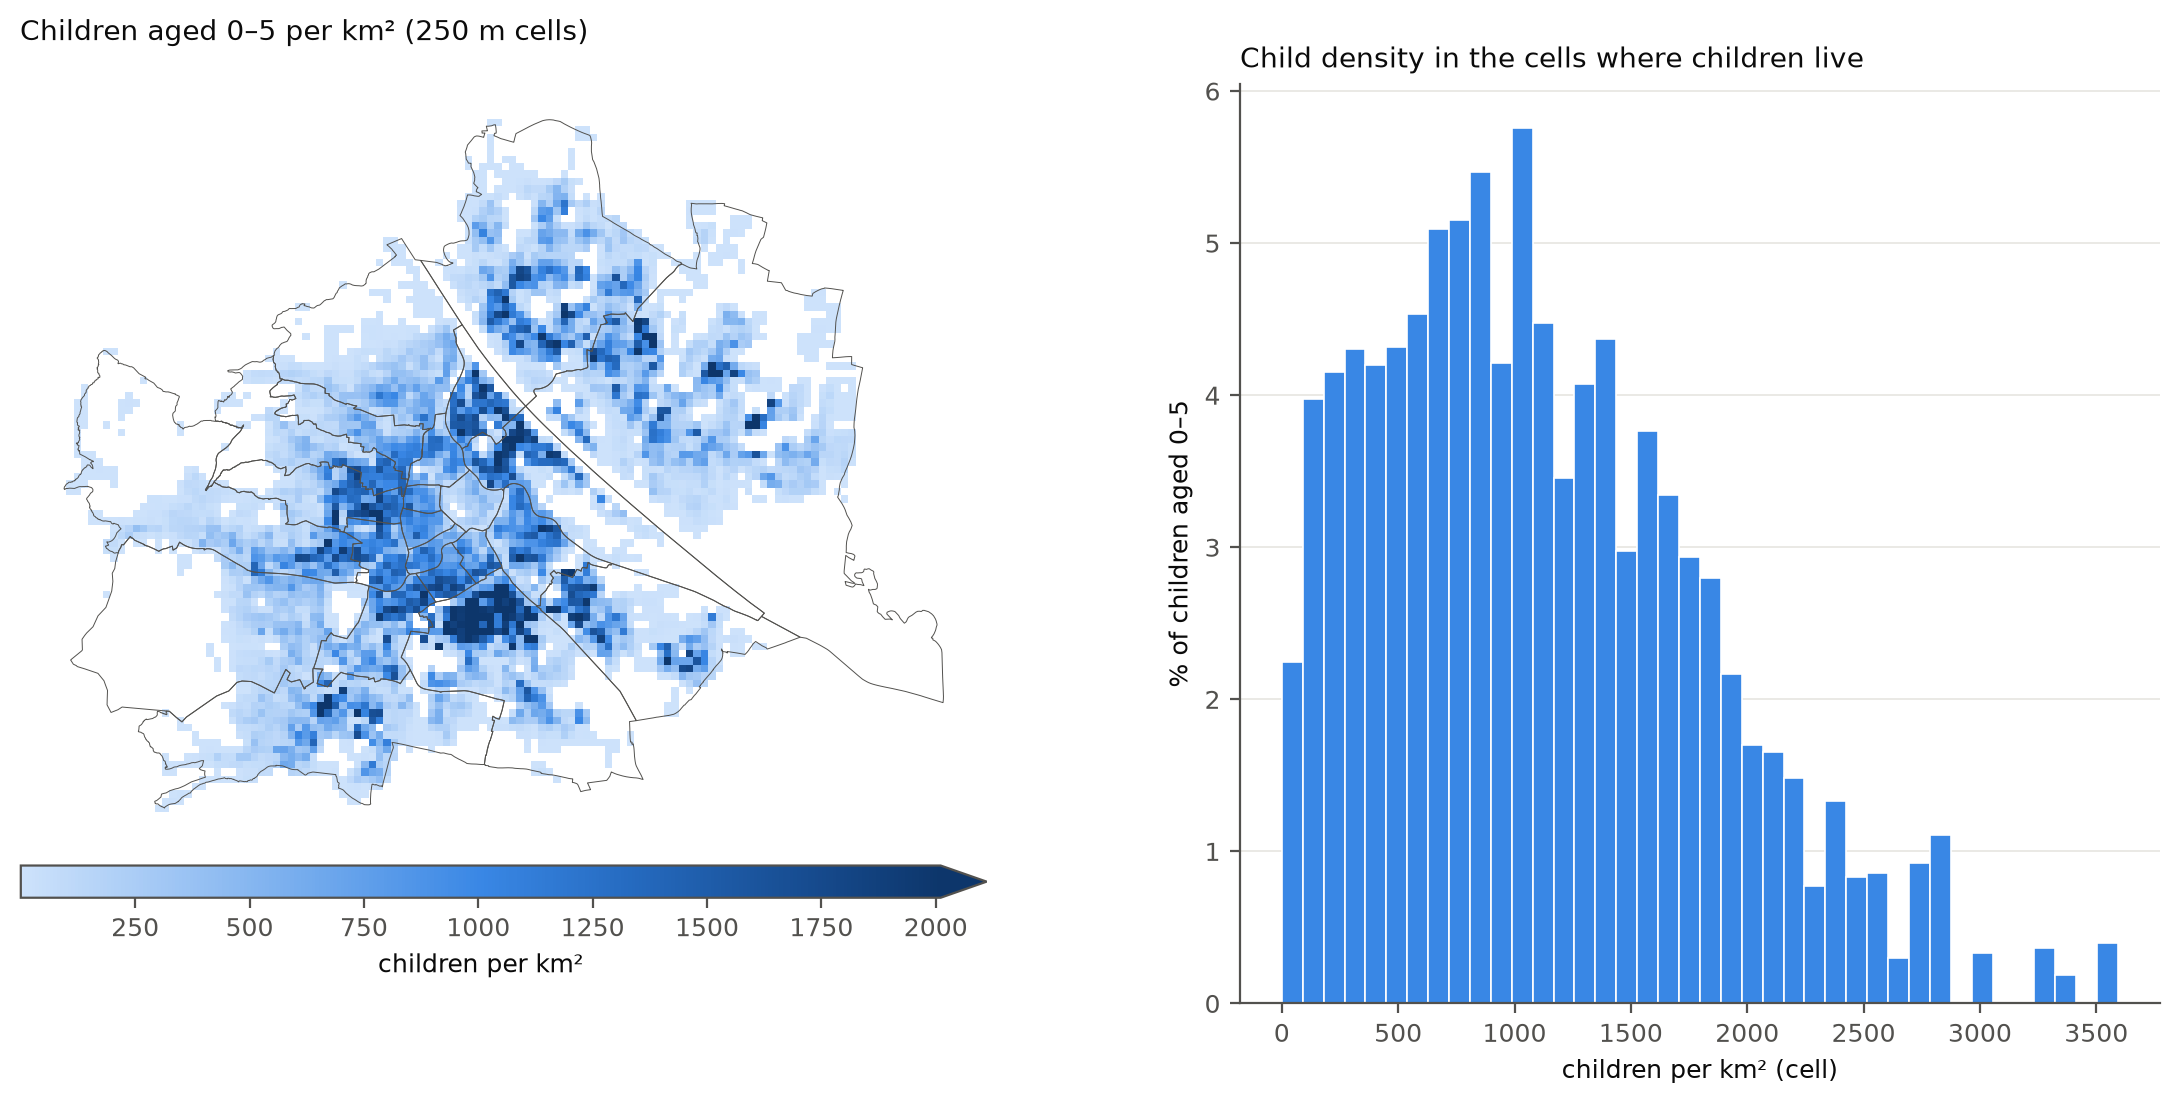 Children aged 0–5 per km² (250 m cells)
250 500 750 1000 1250 1500 1750 2000
children per km²
Child density in the cells where children live
% of children aged 0–5
6
5
4
3
2
1
0
0 500 1000 1500 2000 2500 3000 3500
children per km² (cell)